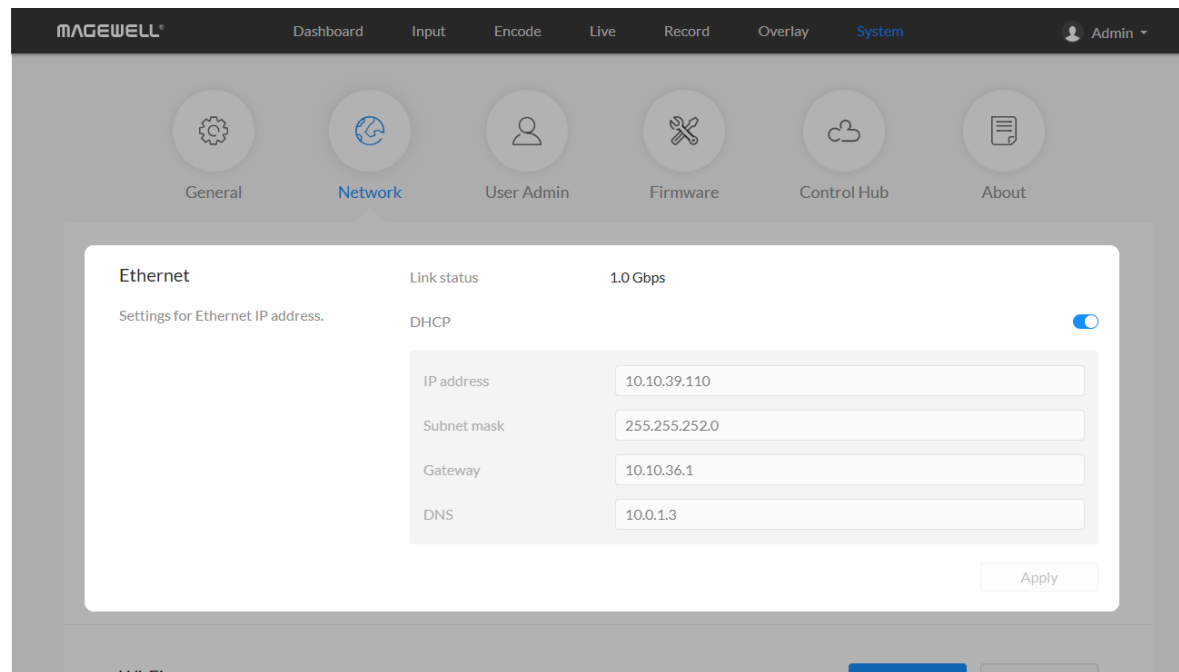 MAGEWELL®
Dashboard Input Encode Live Record Overlay System Admin
General Network User Admin Firmware Control Hub About
Ethernet
Link status 1.0 Gbps
Settings for Ethernet IP address.
DHCP
IP address 10.10.39.110
Subnet mask 255.255.252.0
Gateway 10.10.36.1
DNS 10.0.1.3
Apply